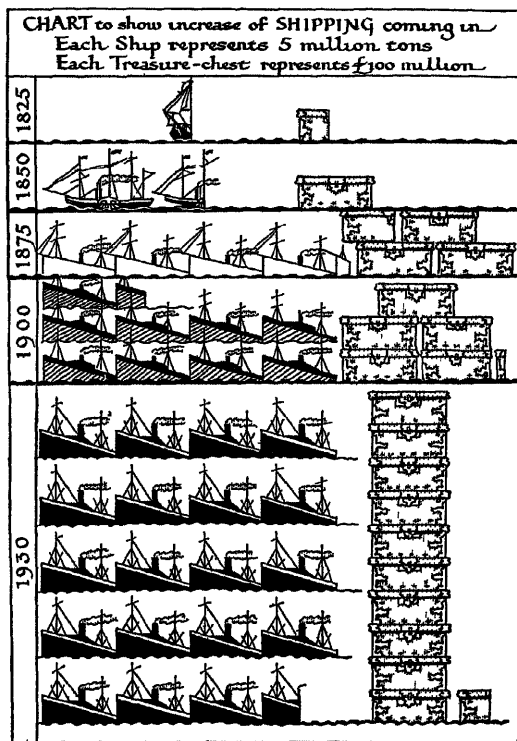 CHART to show increase of SHIPPING coming in
Each Ship represents 5 million tons
Each Treasure-chest represents £100 million
1825
1850
1875
1900
1930